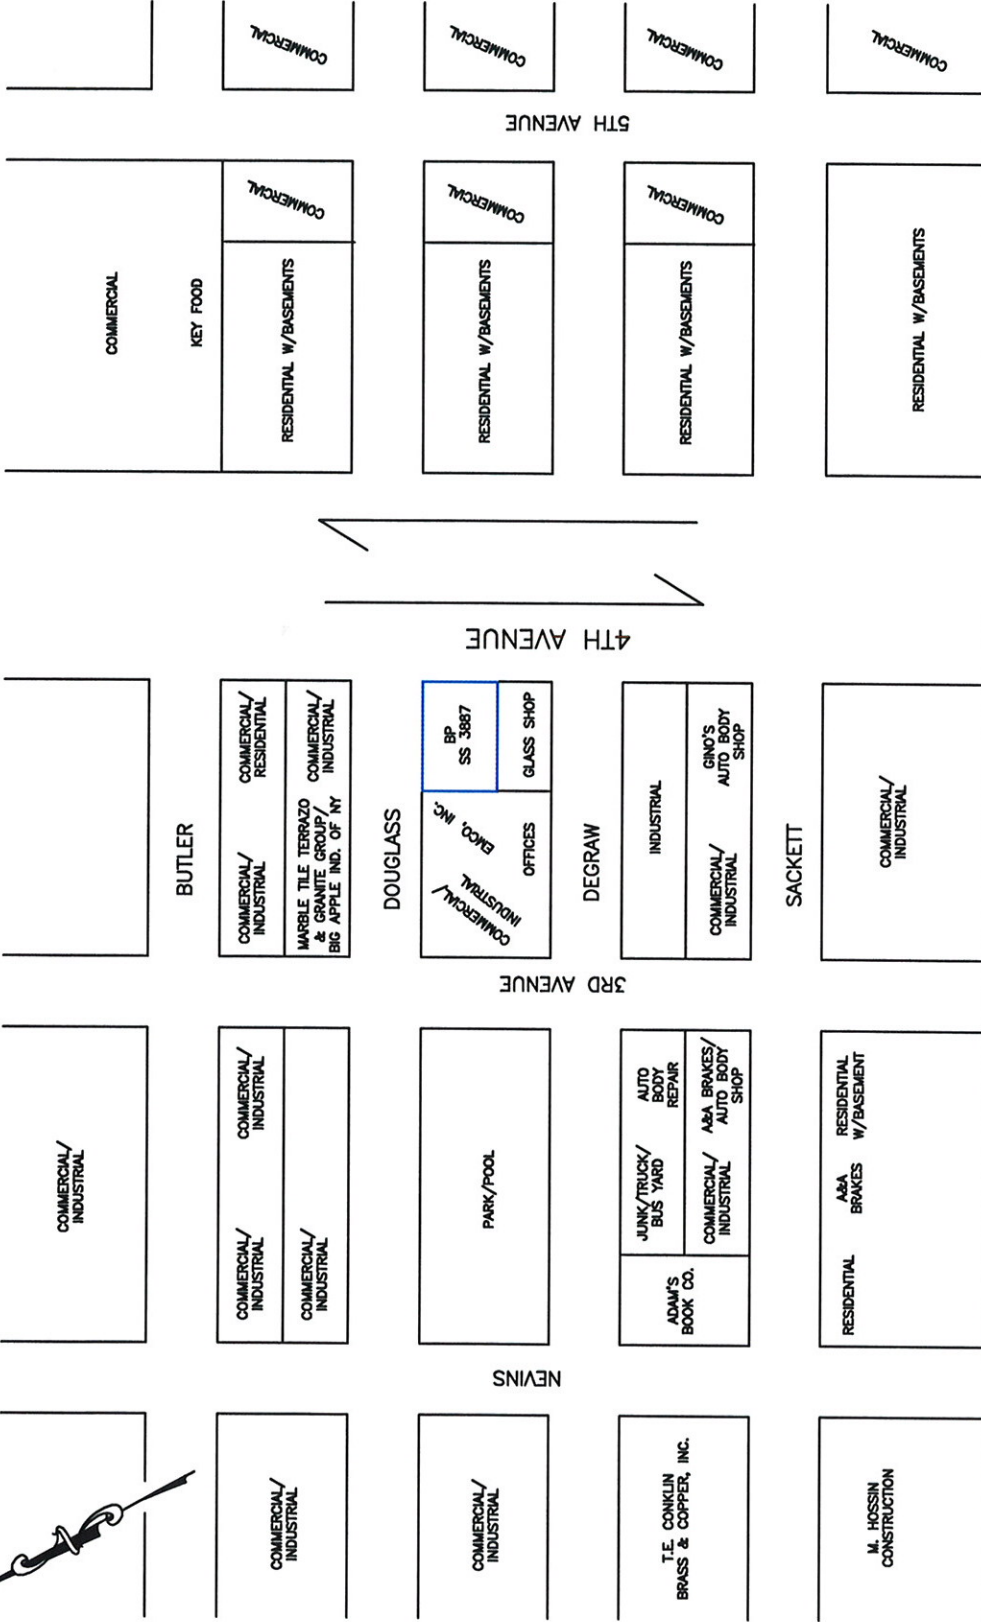 COMMERCIAL
COMMERCIAL
COMMERCIAL
COMMERCIAL
5TH AVENUE
COMMERCIAL
KEY FOOD
COMMERCIAL
RESIDENTIAL W/BASEMENTS
COMMERCIAL
RESIDENTIAL W/BASEMENTS
COMMERCIAL
RESIDENTIAL W/BASEMENTS
RESIDENTIAL W/BASEMENTS
4TH AVENUE
BUTLER
COMMERCIAL/
RESIDENTIAL
COMMERCIAL/
INDUSTRIAL
COMMERCIAL/
INDUSTRIAL
MARBLE TILE TERRAZO
& GRANITE GROUP/
BIG APPLE IND. OF NY
DOUGLASS
BP
SS 3887
GLASS SHOP
EMCO, INC.
OFFICES
COMMERCIAL/
INDUSTRIAL
DEGRAW
INDUSTRIAL
GINO'S
AUTO BODY
SHOP
COMMERCIAL/
INDUSTRIAL
SACKETT
COMMERCIAL/
INDUSTRIAL
3RD AVENUE
COMMERCIAL/
INDUSTRIAL
COMMERCIAL/
INDUSTRIAL
COMMERCIAL/
INDUSTRIAL
COMMERCIAL/
INDUSTRIAL
PARK/POOL
AUTO
BODY
REPAIR
JUNK/TRUCK/
BUS YARD
A&A BRAKES/
AUTO BODY
SHOP
COMMERCIAL/
INDUSTRIAL
ADAM'S
BOOK CO.
RESIDENTIAL
W/BASEMENT
A&A
BRAKES
RESIDENTIAL
NEVINS
COMMERCIAL/
INDUSTRIAL
COMMERCIAL/
INDUSTRIAL
T.E. CONKLIN
BRASS & COPPER, INC.
M. HOSSIN
CONSTRUCTION